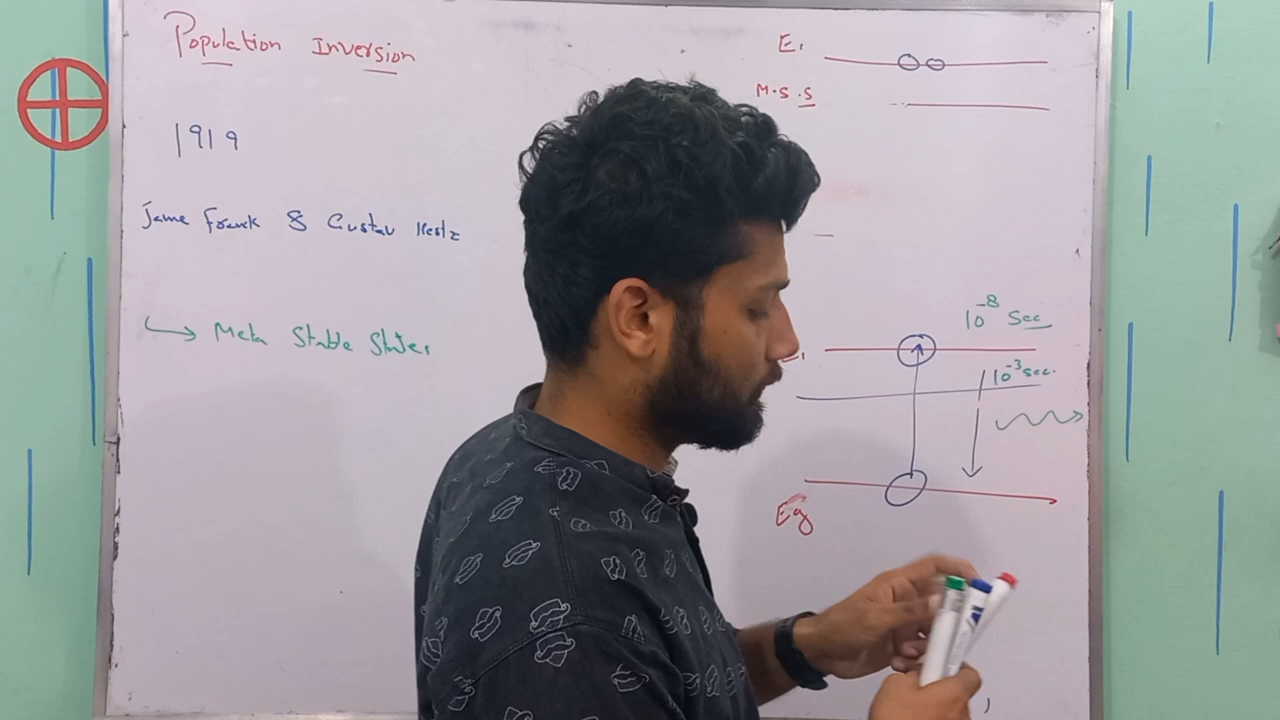 Population Inversion
1919
Jame Franck & Gustav Hertz
↳ Meta Stable States
E₁
M.S.S
10⁻⁸ Sec
10⁻³ sec.
Eg